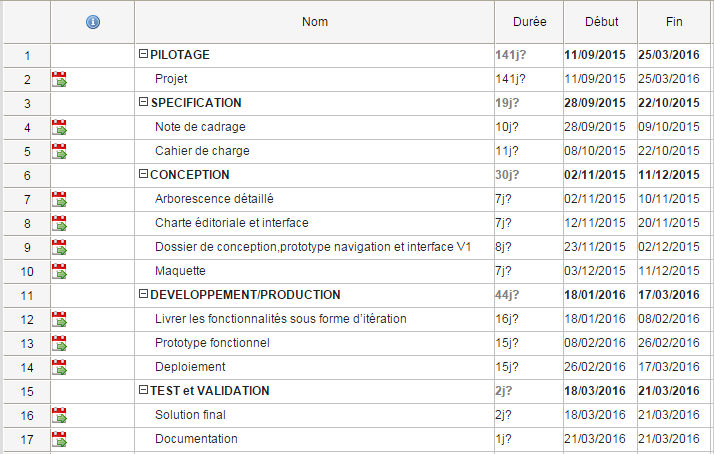 Nom Durée Début Fin
1 PILOTAGE 141j? 11/09/2015 25/03/2016
2 Projet 141j? 11/09/2015 25/03/2016
3 SPECIFICATION 19j? 28/09/2015 22/10/2015
4 Note de cadrage 10j? 28/09/2015 09/10/2015
5 Cahier de charge 11j? 08/10/2015 22/10/2015
6 CONCEPTION 30j? 02/11/2015 11/12/2015
7 Arborescence détaillé 7j? 02/11/2015 10/11/2015
8 Charte éditoriale et interface 7j? 12/11/2015 20/11/2015
9 Dossier de conception,prototype navigation et interface V1 8j? 23/11/2015 02/12/2015
10 Maquette 7j? 03/12/2015 11/12/2015
11 DEVELOPPEMENT/PRODUCTION 44j? 18/01/2016 17/03/2016
12 Livrer les fonctionnalités sous forme d'itération 16j? 18/01/2016 08/02/2016
13 Prototype fonctionnel 15j? 08/02/2016 26/02/2016
14 Deploiement 15j? 26/02/2016 17/03/2016
15 TEST et VALIDATION 2j? 18/03/2016 21/03/2016
16 Solution final 2j? 18/03/2016 21/03/2016
17 Documentation 1j? 21/03/2016 21/03/2016